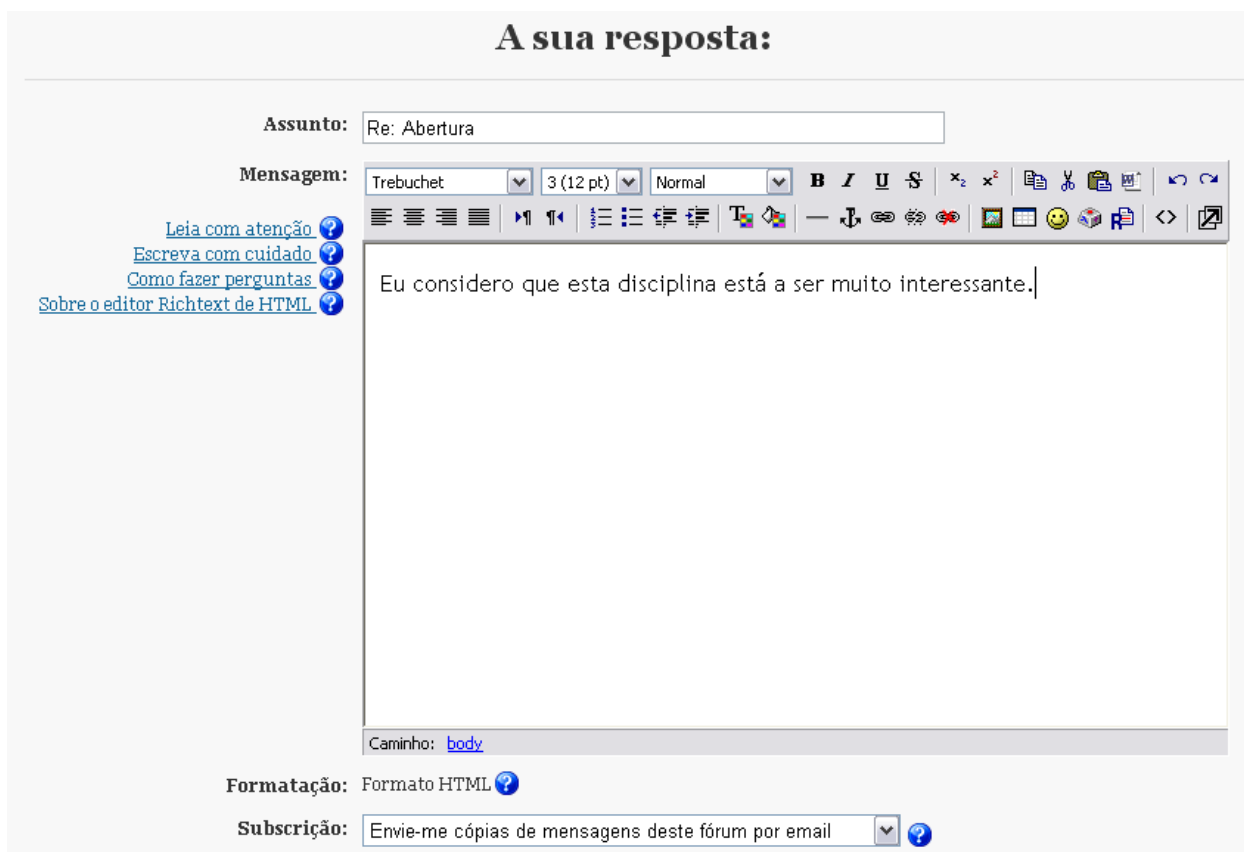 A sua resposta:
Assunto: Re: Abertura
Mensagem: Trebuchet 3 (12 pt) Normal B I U S x₂ x²
Leia com atenção
Escreva com cuidado
Como fazer perguntas
Sobre o editor Richtext de HTML
Eu considero que esta disciplina está a ser muito interessante.
Caminho: body
Formatação: Formato HTML
Subscrição: Envie-me cópias de mensagens deste fórum por email